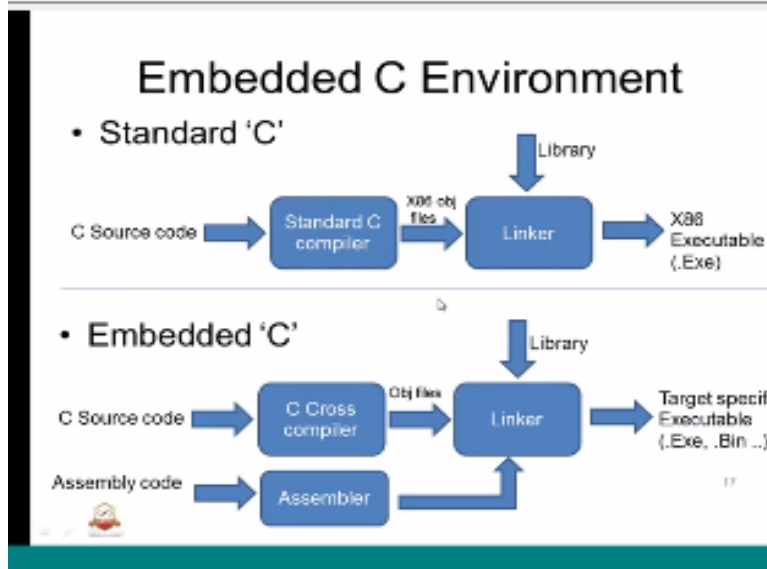 Embedded C Environment
• Standard ‘C’
Library
C Source code
Standard C
compiler
X86 obj
files
Linker
X86
Executable
(.Exe)
• Embedded ‘C’
Library
C Source code
C Cross
compiler
Obj files
Linker
Target specif
Executable
(.Exe, .Bin ..)
Assembly code
Assembler
17